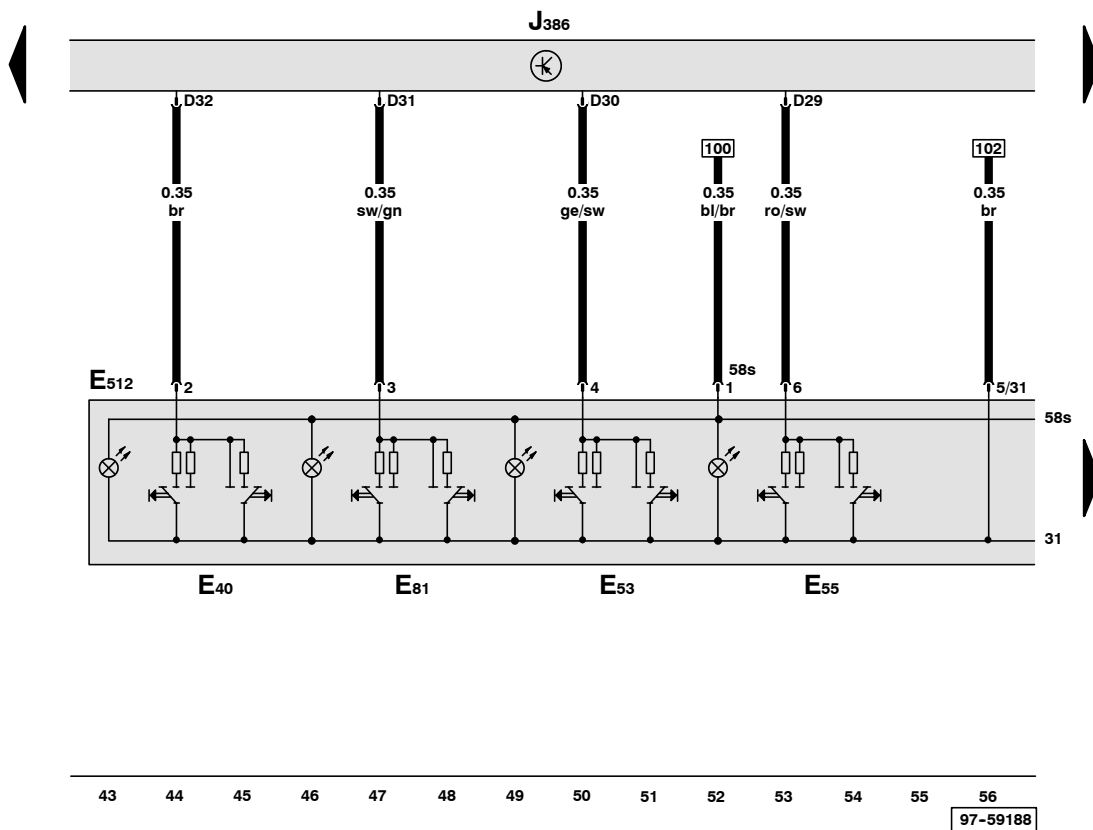 J386
D32 D31 D30 D29
100 102
0.35 0.35 0.35 0.35 0.35 0.35
br sw/gn ge/sw bl/br ro/sw br
58s
E512 2 3 4 1 6 5/31
58s
31
E40 E81 E53 E55
43 44 45 46 47 48 49 50 51 52 53 54 55 56
97-59188